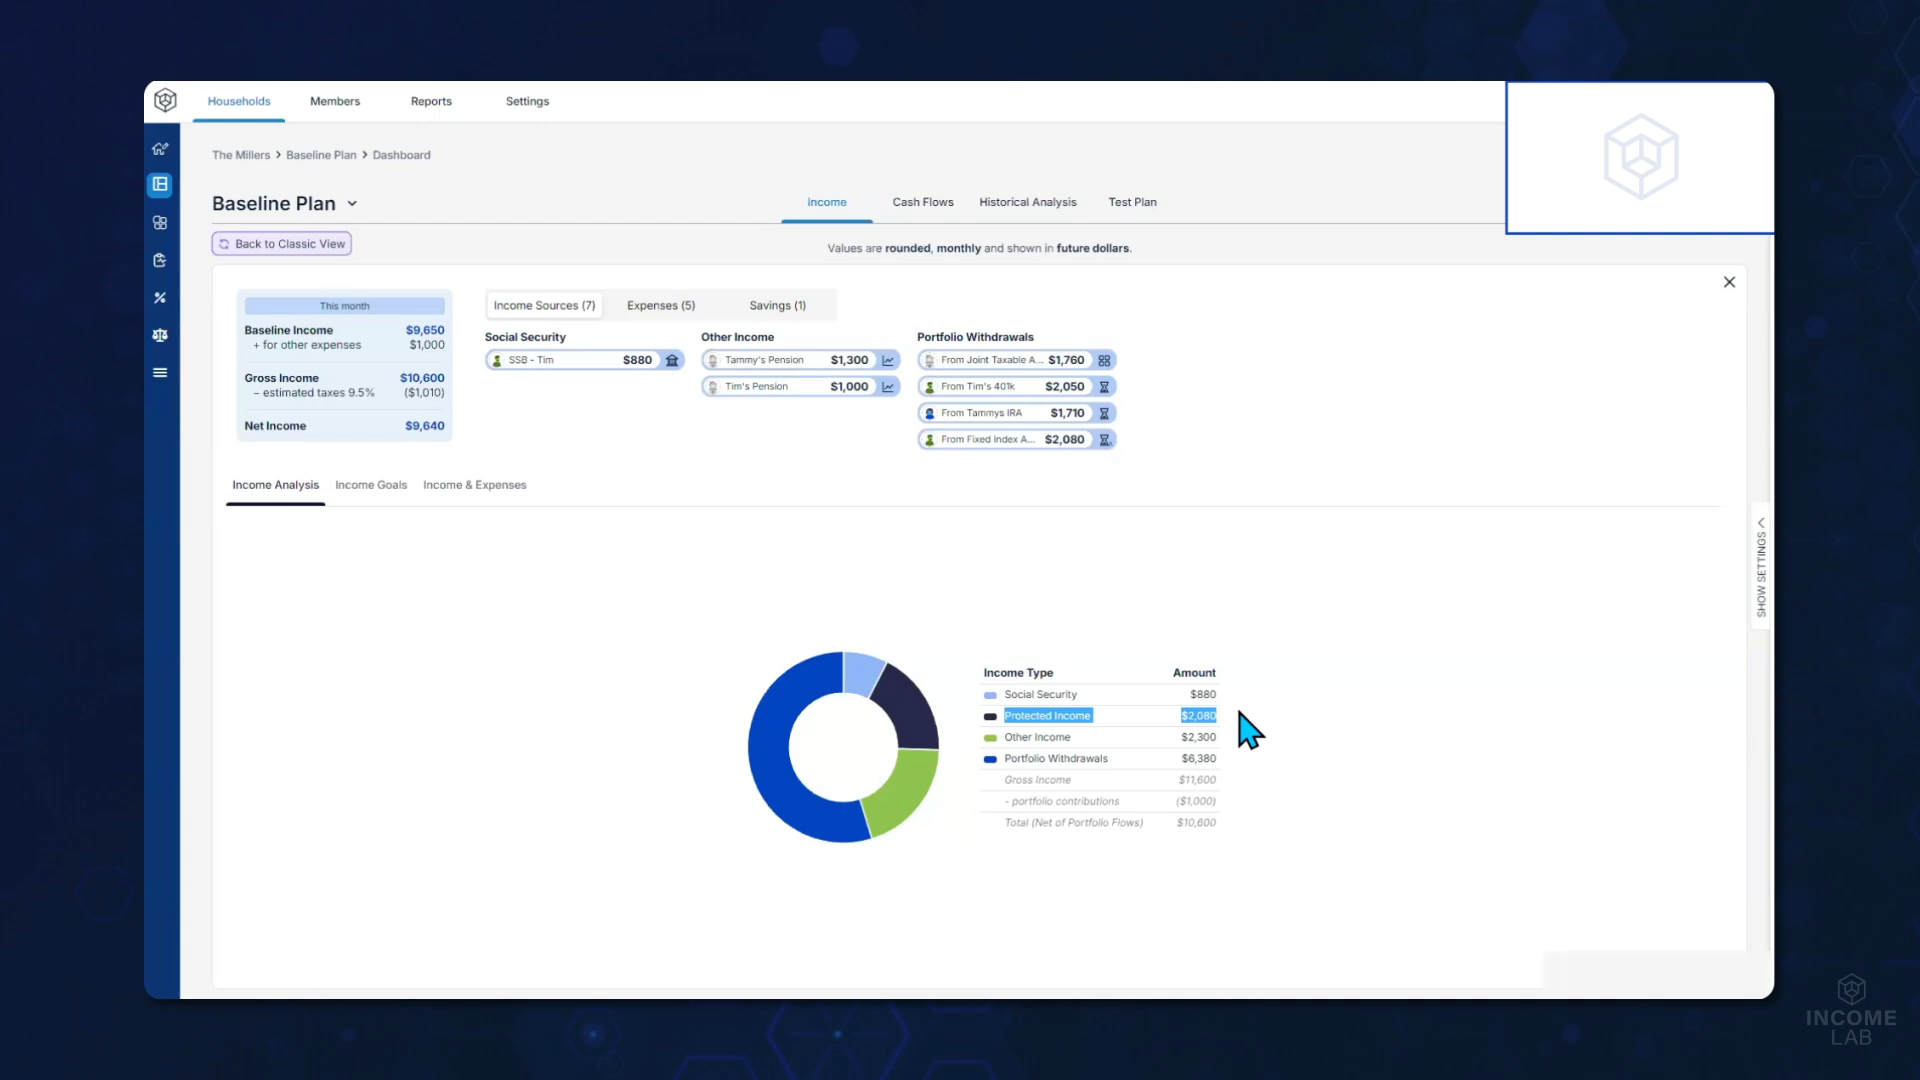 Households Members Reports Settings
The Millers > Baseline Plan > Dashboard
Baseline Plan
Income Cash Flows Historical Analysis Test Plan
Back to Classic View
Values are rounded, monthly and shown in future dollars.
This month
Baseline Income $9,650
+ for other expenses $1,000
Gross Income $10,600
– estimated taxes 9.5% ($1,010)
Net Income $9,640
Income Sources (7) Expenses (5) Savings (1)
Social Security
SSB - Tim $880
Other Income
Tammy's Pension $1,300
Tim's Pension $1,000
Portfolio Withdrawals
From Joint Taxable A... $1,760
From Tim's 401k $2,050
From Tammys IRA $1,710
From Fixed Index A... $2,080
Income Analysis Income Goals Income & Expenses
Income Type Amount
Social Security $880
Protected Income $2,080
Other Income $2,300
Portfolio Withdrawals $6,380
Gross Income $11,600
- portfolio contributions ($1,000)
Total (Net of Portfolio Flows) $10,600
SHOW SETTINGS
INCOME
LAB